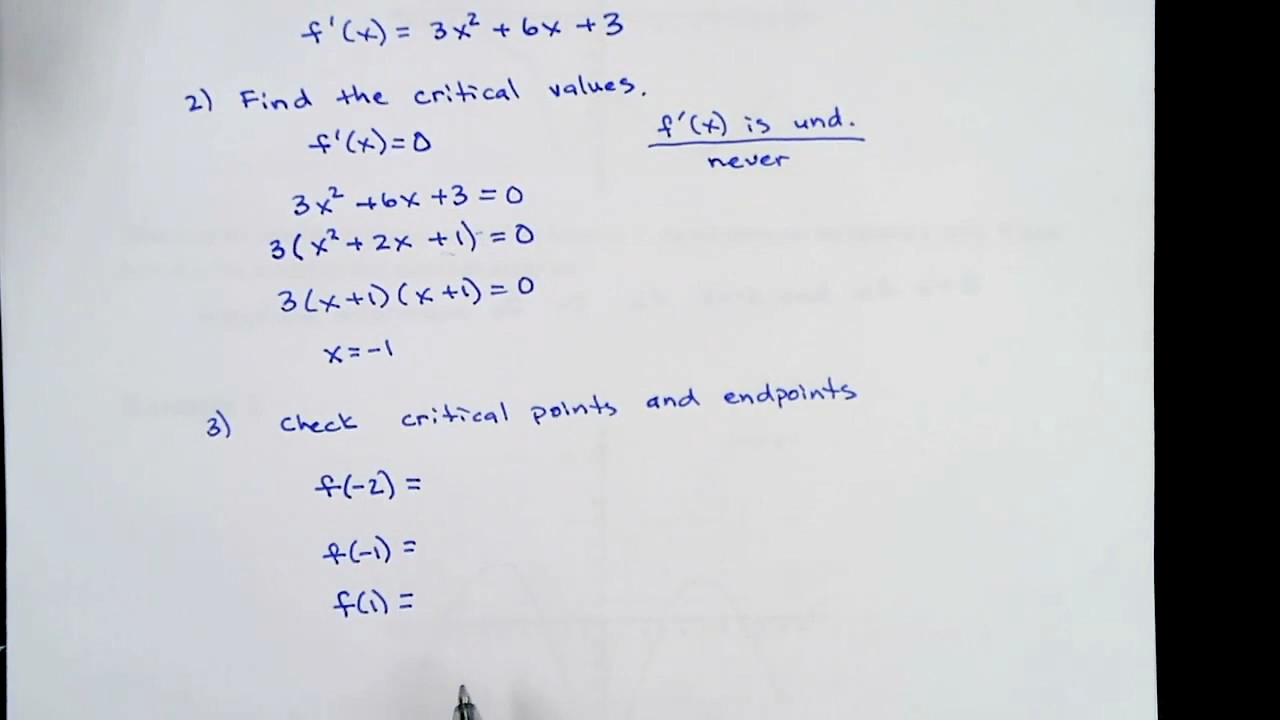 f'(x) = 3x² + 6x + 3
2) Find the critical values.
f'(x) = 0
f'(x) is und.
never
3x² + 6x + 3 = 0
3(x² + 2x + 1) = 0
3(x+1)(x+1) = 0
x = -1
3) Check critical points and endpoints
f(-2) =
f(-1) =
f(1) =